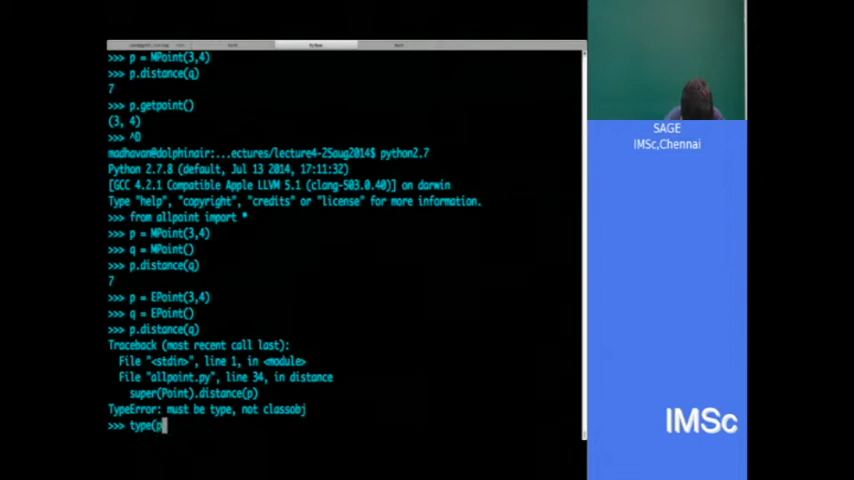 >>> p = MPoint(3,4)
>>> p.distance(q)
7
>>> p.getpoint()
(3, 4)
>>> ^D
madhavan@dolphinair:...ectures/lecture4-25aug2014$ python2.7
Python 2.7.8 (default, Jul 13 2014, 17:11:32)
[GCC 4.2.1 Compatible Apple LLVM 5.1 (clang-503.0.40)] on darwin
Type "help", "copyright", "credits" or "license" for more information.
>>> from allpoint import *
>>> p = MPoint(3,4)
>>> q = MPoint()
>>> p.distance(q)
7
>>> p = EPoint(3,4)
>>> q = EPoint()
>>> p.distance(q)
Traceback (most recent call last):
File "<stdin>", line 1, in <module>
File "allpoint.py", line 34, in distance
super(Point).distance(p)
TypeError: must be type, not classobj
>>> type(p
SAGE
IMSc,Chennai
IMSc